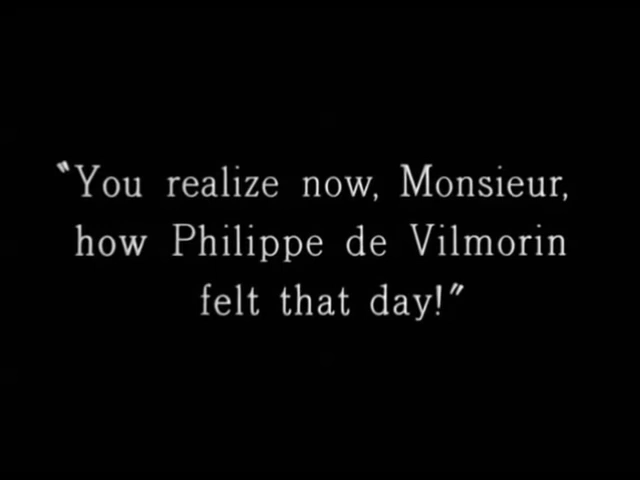 "You realize now, Monsieur,
how Philippe de Vilmorin
felt that day!"